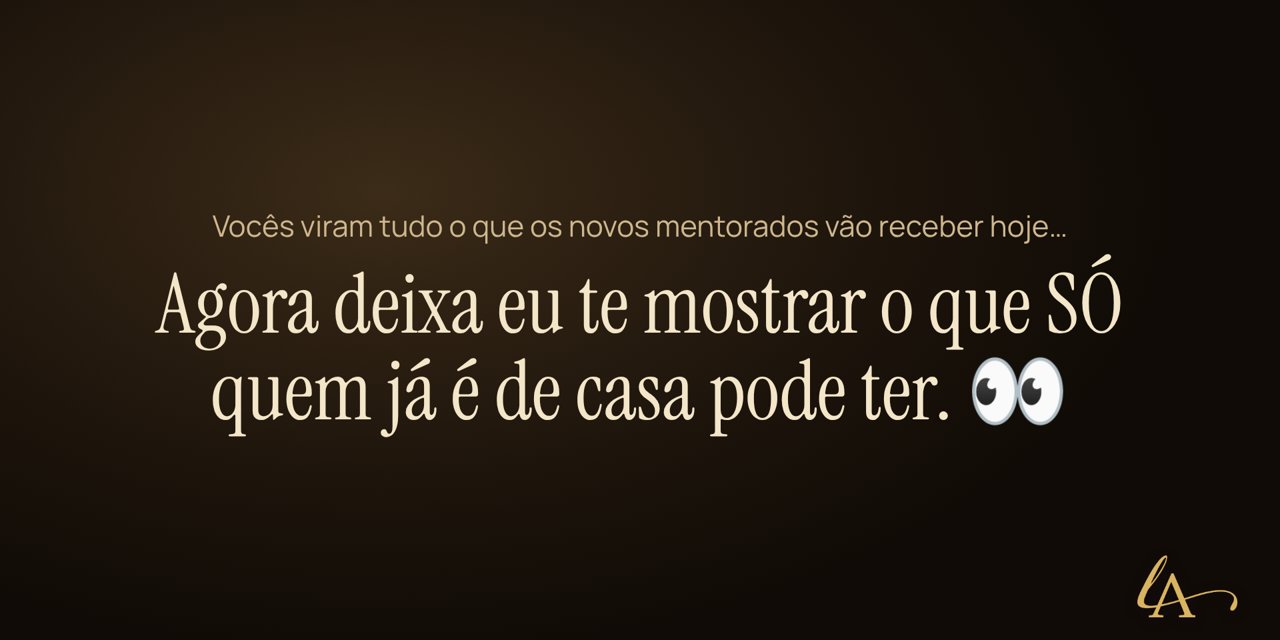 Vocês viram tudo o que os novos mentorados vão receber hoje...
Agora deixa eu te mostrar o que SÓ
quem já é de casa pode ter. 👀
LA